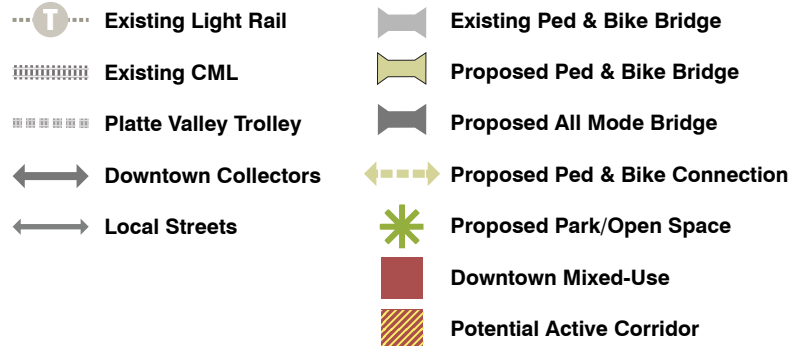 T
Existing Light Rail
Existing CML
Platte Valley Trolley
Downtown Collectors
Local Streets
Existing Ped & Bike Bridge
Proposed Ped & Bike Bridge
Proposed All Mode Bridge
Proposed Ped & Bike Connection
Proposed Park/Open Space
Downtown Mixed-Use
Potential Active Corridor